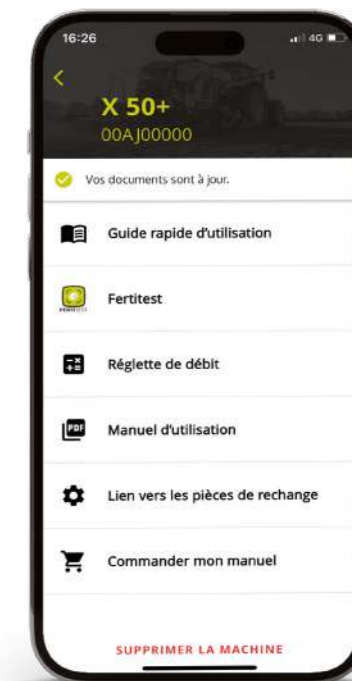 16:26
4G
X 50+
00AJ00000
Vos documents sont à jour.
Guide rapide d'utilisation
Fertitest
Réglette de débit
PDF
Manuel d'utilisation
Lien vers les pièces de rechange
Commander mon manuel
SUPPRIMER LA MACHINE